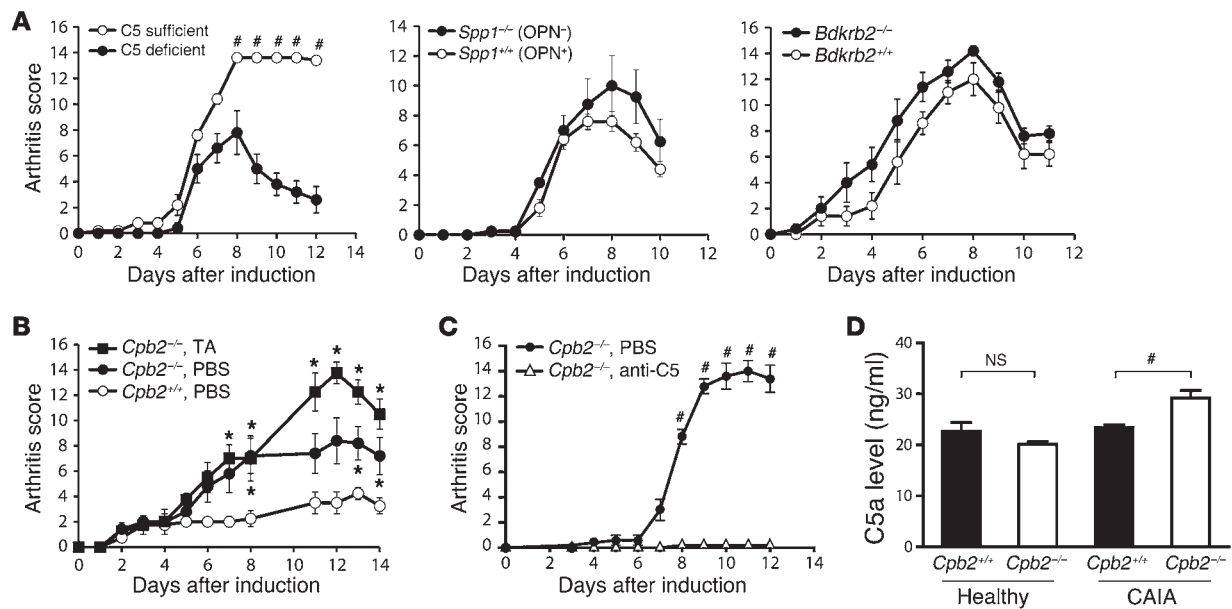 A
16
14
12
10
8
6
4
2
0
Arthritis score
C5 sufficient
C5 deficient
# # # # #
0 2 4 6 8 10 12 14
Days after induction
14
12
10
8
6
4
2
0
Spp1–/– (OPN–)
Spp1+/+ (OPN+)
0 2 4 6 8 10 12
Days after induction
16
14
12
10
8
6
4
2
0
Bdkrb2–/–
Bdkrb2+/+
0 2 4 6 8 10 12
Days after induction
B
16
14
12
10
8
6
4
2
0
Arthritis score
Cpb2–/–, TA
Cpb2–/–, PBS
Cpb2+/+, PBS
* * * * * *
* * *
0 2 4 6 8 10 12 14
Days after induction
C
16
14
12
10
8
6
4
2
0
Arthritis score
Cpb2–/–, PBS
Cpb2–/–, anti-C5
# # # # #
0 2 4 6 8 10 12 14
Days after induction
D
40
30
20
10
0
C5a level (ng/ml)
NS
#
Cpb2+/+ Cpb2–/– Cpb2+/+ Cpb2–/–
Healthy CAIA